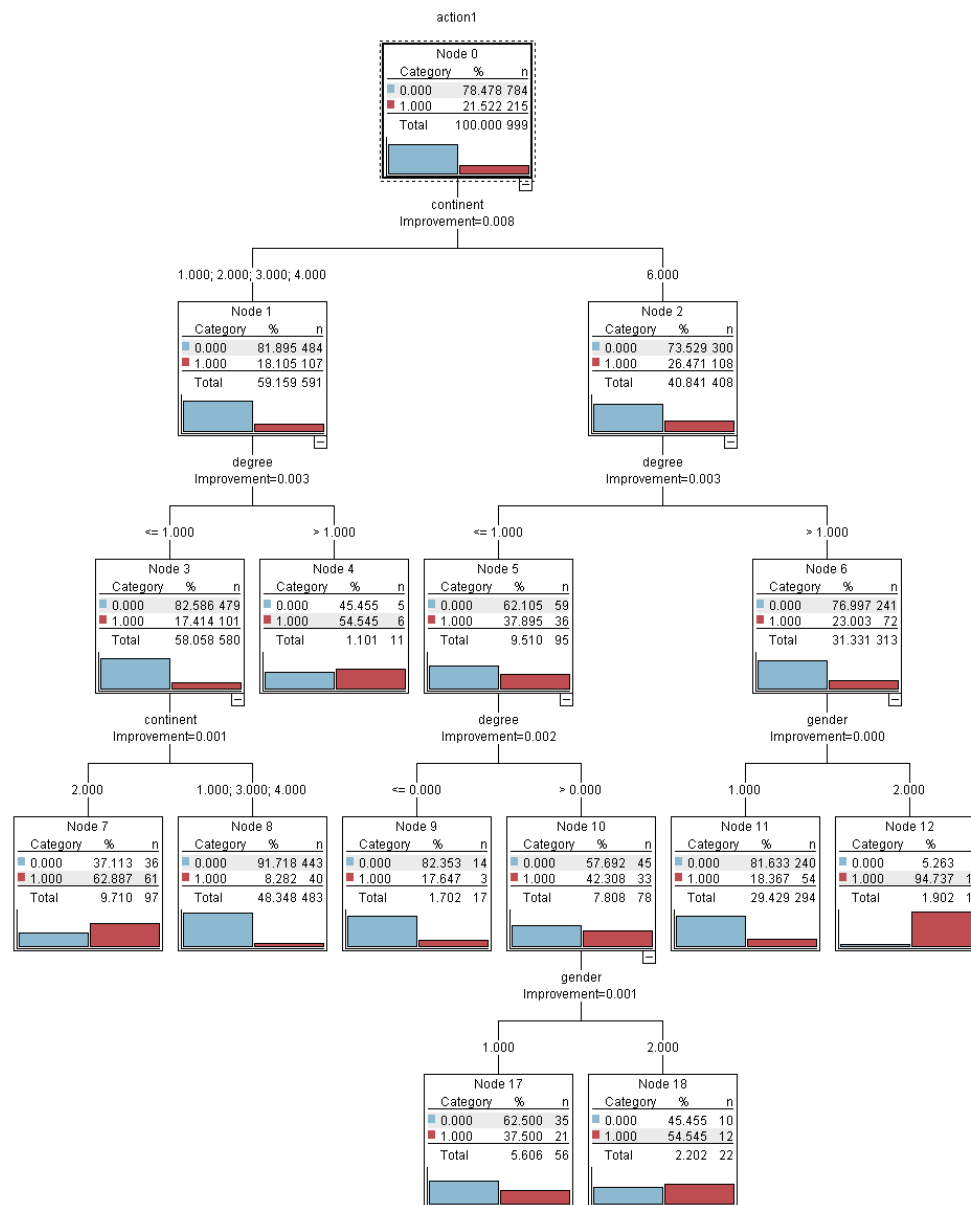 action1
Node 0
Category % n
0.000 78.478 784
1.000 21.522 215
Total 100.000 999
continent
Improvement=0.008
1.000; 2.000; 3.000; 4.000
6.000
Node 1
Category % n
0.000 81.895 484
1.000 18.105 107
Total 59.159 591
Node 2
Category % n
0.000 73.529 300
1.000 26.471 108
Total 40.841 408
degree
Improvement=0.003
degree
Improvement=0.003
<= 1.000
> 1.000
<= 1.000
> 1.000
Node 3
Category % n
0.000 82.586 479
1.000 17.414 101
Total 58.058 580
Node 4
Category % n
0.000 45.455 5
1.000 54.545 6
Total 1.101 11
Node 5
Category % n
0.000 62.105 59
1.000 37.895 36
Total 9.510 95
Node 6
Category % n
0.000 76.997 241
1.000 23.003 72
Total 31.331 313
continent
Improvement=0.001
degree
Improvement=0.002
gender
Improvement=0.000
2.000
1.000; 3.000; 4.000
<= 0.000
> 0.000
1.000
2.000
Node 7
Category % n
0.000 37.113 36
1.000 62.887 61
Total 9.710 97
Node 8
Category % n
0.000 91.718 443
1.000 8.282 40
Total 48.348 483
Node 9
Category % n
0.000 82.353 14
1.000 17.647 3
Total 1.702 17
Node 10
Category % n
0.000 57.692 45
1.000 42.308 33
Total 7.808 78
Node 11
Category % n
0.000 81.633 240
1.000 18.367 54
Total 29.429 294
Node 12
Category %
0.000 5.263
1.000 94.737
Total 1.902
gender
Improvement=0.001
1.000
2.000
Node 17
Category % n
0.000 62.500 35
1.000 37.500 21
Total 5.606 56
Node 18
Category % n
0.000 45.455 10
1.000 54.545 12
Total 2.202 22